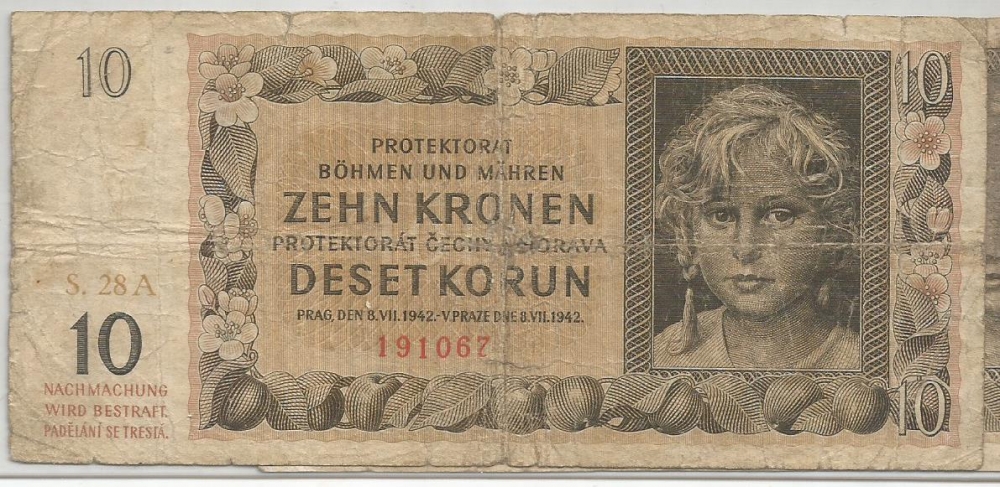 10
10
PROTEKTORAT
BÖHMEN UND MÄHREN
ZEHN KRONEN
PROTEKTORÁT ČECHY A MORAVA
DESET KORUN
PRAG, DEN 8.VII.1942.-V PRAZE DNE 8.VII.1942.
191067
S. 28 A
10
NACHMACHUNG
WIRD BESTRAFT.
PADĚLÁNÍ SE TRESTÁ.
10